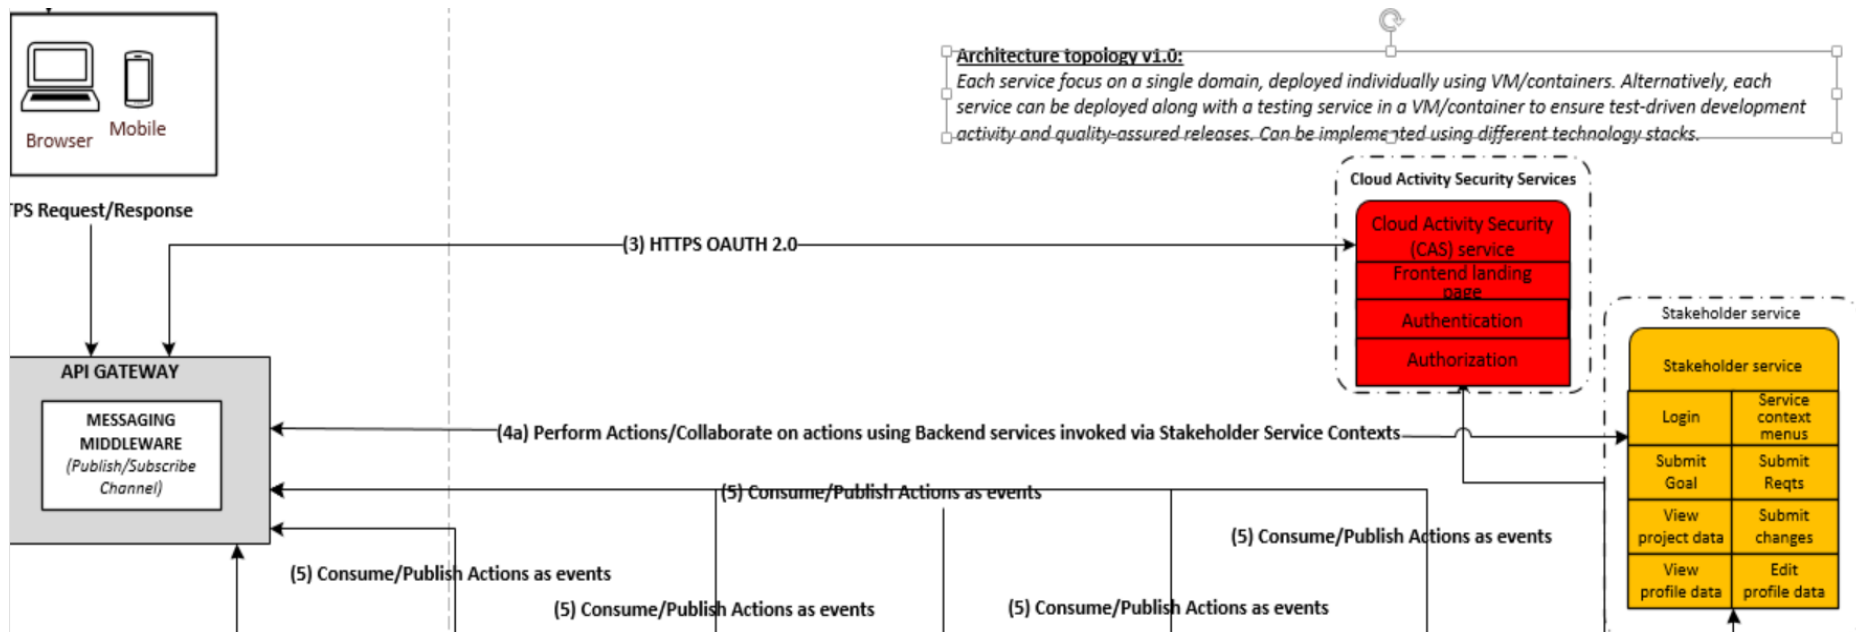 Architecture topology v1.0:
Each service focus on a single domain, deployed individually using VM/containers. Alternatively, each
service can be deployed along with a testing service in a VM/container to ensure test-driven development
activity and quality-assured releases. Can be implemented using different technology stacks.
Browser
Mobile
TPS Request/Response
(3) HTTPS OAUTH 2.0
Cloud Activity Security Services
Cloud Activity Security
(CAS) service
Frontend landing
page
Authentication
Authorization
Stakeholder service
Stakeholder service
Login
Service
context
menus
Submit
Goal
Submit
Reqts
View
project data
Submit
changes
View
profile data
Edit
profile data
API GATEWAY
MESSAGING
MIDDLEWARE
(Publish/Subscribe
Channel)
(4a) Perform Actions/Collaborate on actions using Backend services invoked via Stakeholder Service Contexts
(5) Consume/Publish Actions as events
(5) Consume/Publish Actions as events
(5) Consume/Publish Actions as events
(5) Consume/Publish Actions as events
(5) Consume/Publish Actions as events